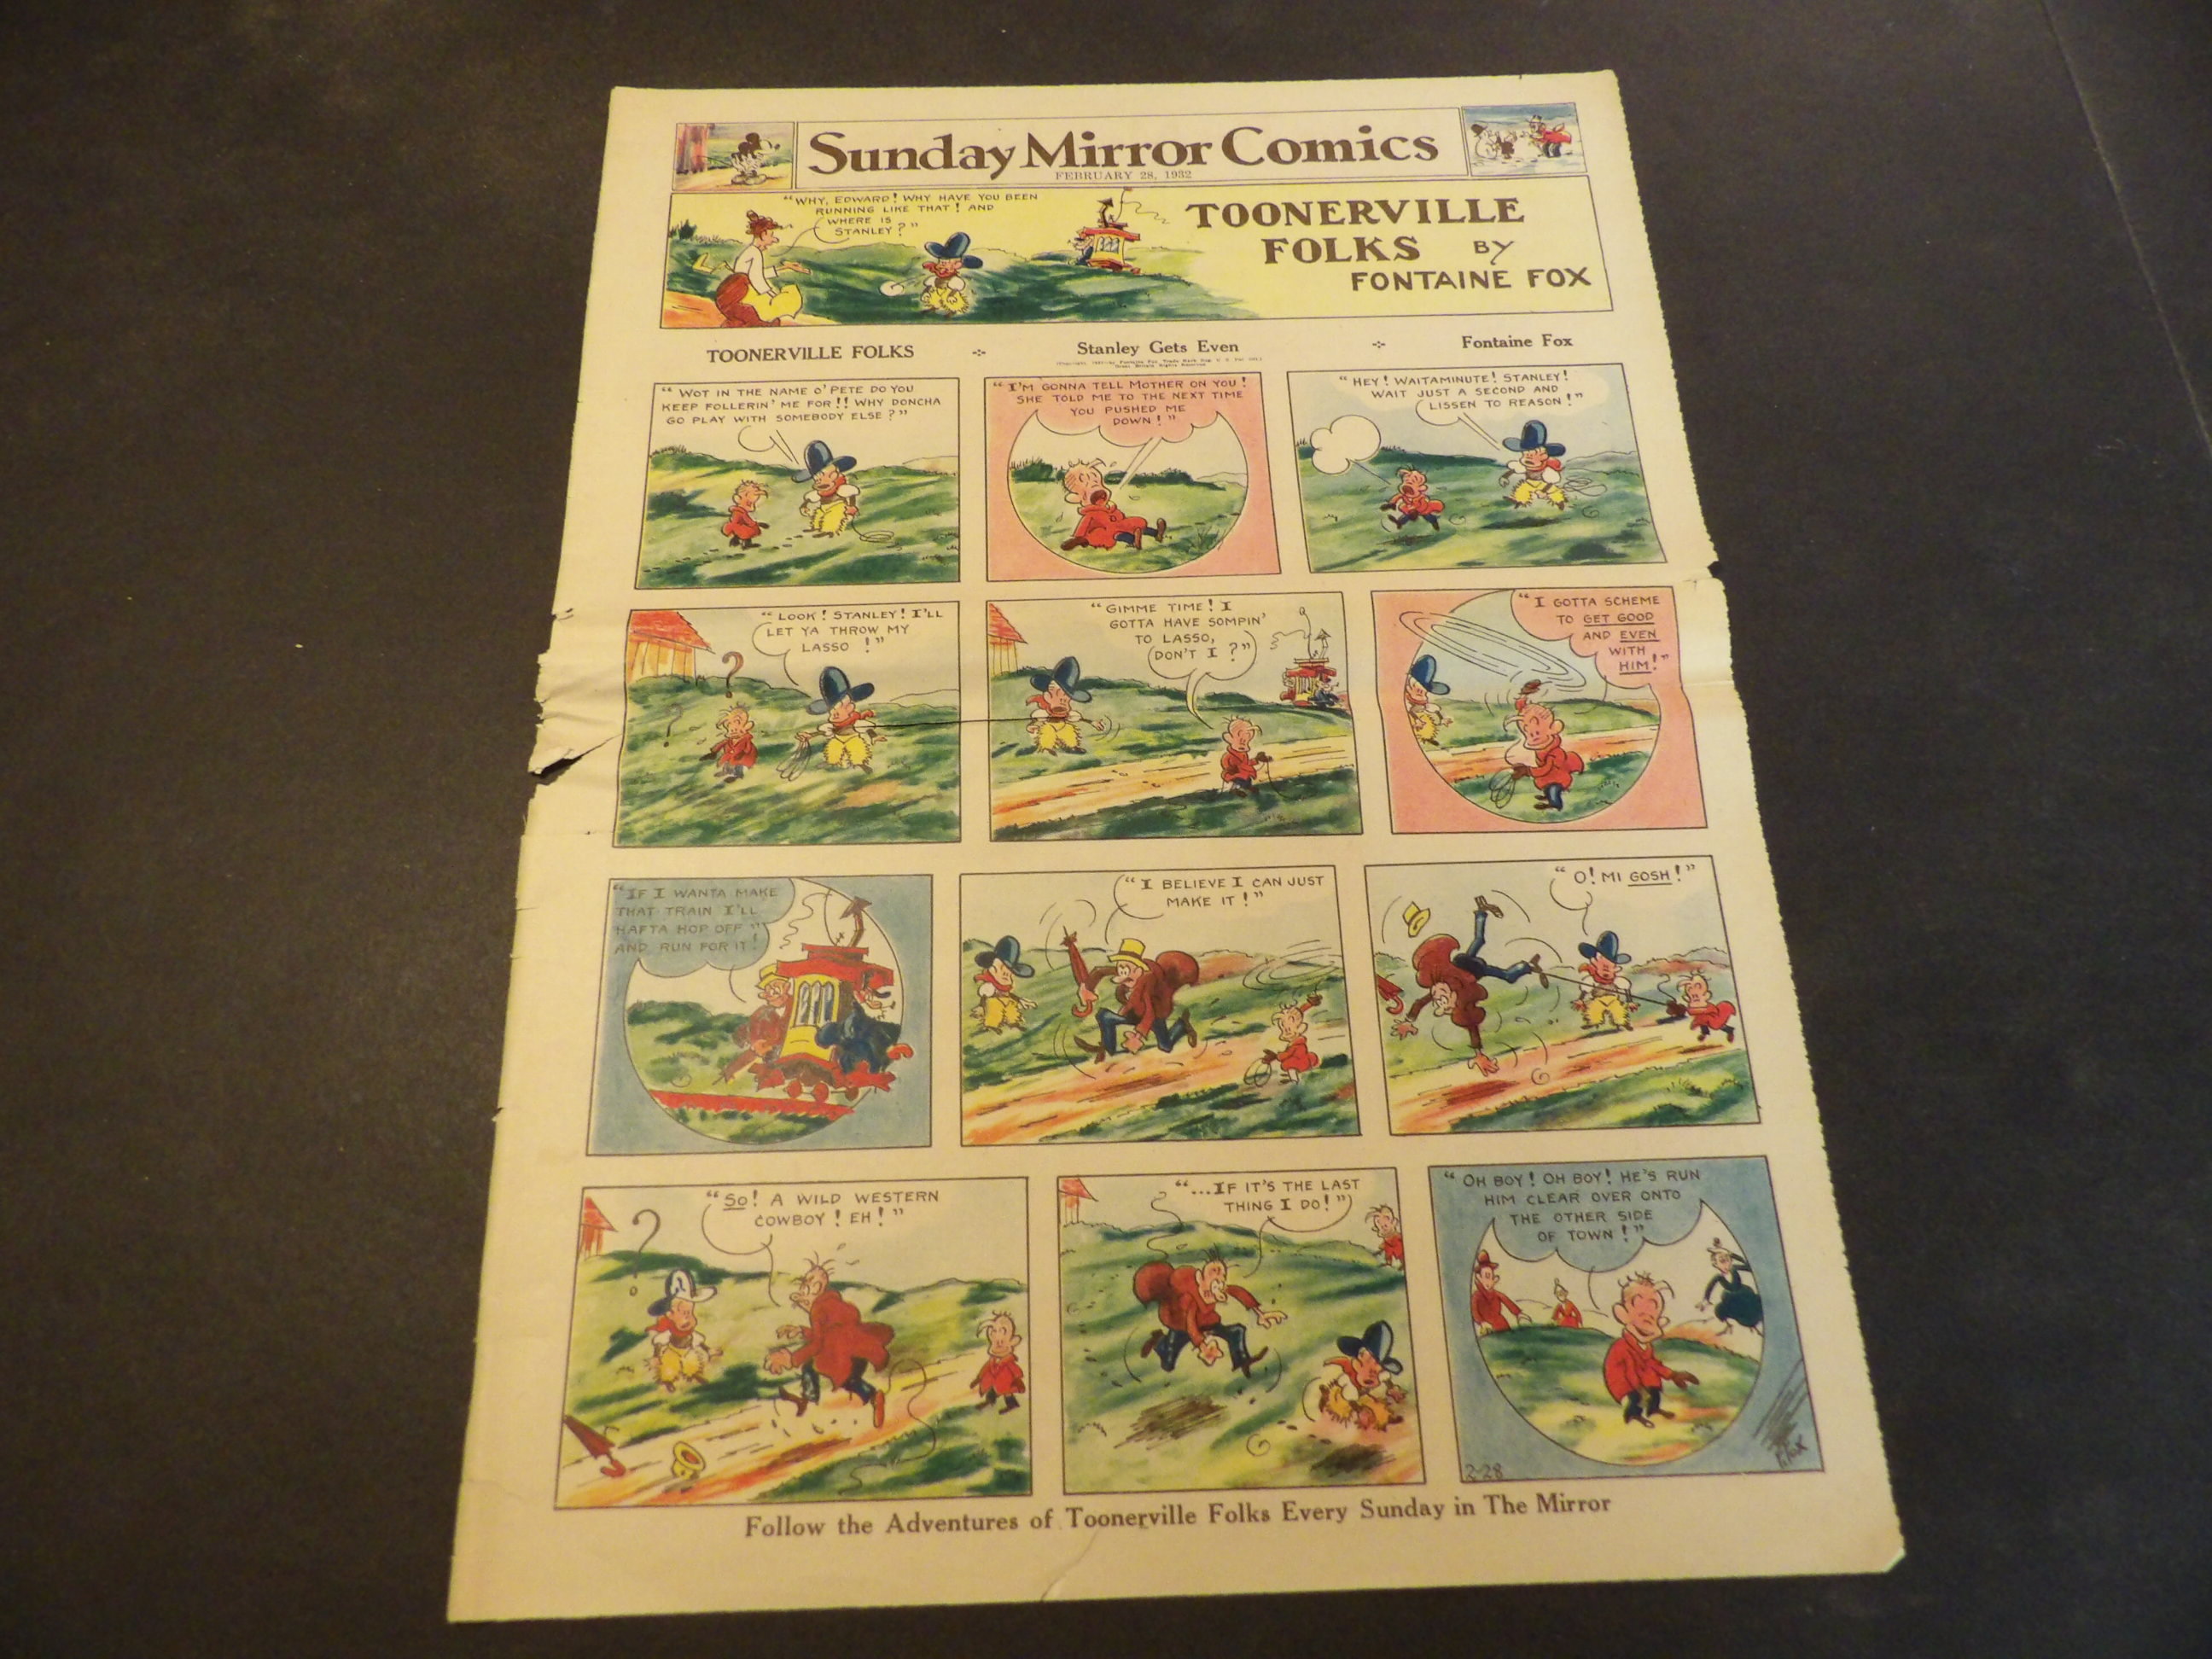 Sunday Mirror Comics
FEBRUARY 28, 1932
"WHY, EDWARD! WHY HAVE YOU BEEN
RUNNING LIKE THAT! AND
WHERE IS
STANLEY?"
TOONERVILLE
FOLKS BY
FONTAINE FOX
TOONERVILLE FOLKS
Stanley Gets Even
Fontaine Fox
"WOT IN THE NAME O' PETE DO YOU
KEEP FOLLERIN' ME FOR!! WHY DONCHA
GO PLAY WITH SOMEBODY ELSE?"
"I'M GONNA TELL MOTHER ON YOU!
SHE TOLD ME TO THE NEXT TIME
YOU PUSHED ME
DOWN!"
"HEY! WAITAMINUTE! STANLEY!
WAIT JUST A SECOND AND
LISSEN TO REASON!"
"LOOK! STANLEY! I'LL
LET YA THROW MY
LASSO!"
?
?
"GIMME TIME! I
GOTTA HAVE SOMPIN'
TO LASSO,
DON'T I?"
"I GOTTA SCHEME
TO GET GOOD
AND EVEN
WITH
HIM!"
"IF I WANTA MAKE
THAT TRAIN I'LL
HAFTA HOP OFF
AND RUN FOR IT!"
"I BELIEVE I CAN JUST
MAKE IT!"
"O! MI GOSH!"
"SO! A WILD WESTERN
COWBOY! EH!"
?
"...IF IT'S THE LAST
THING I DO!"
"OH BOY! OH BOY! HE'S RUN
HIM CLEAR OVER ONTO
THE OTHER SIDE
OF TOWN!"
2-28
Follow the Adventures of Toonerville Folks Every Sunday in The Mirror